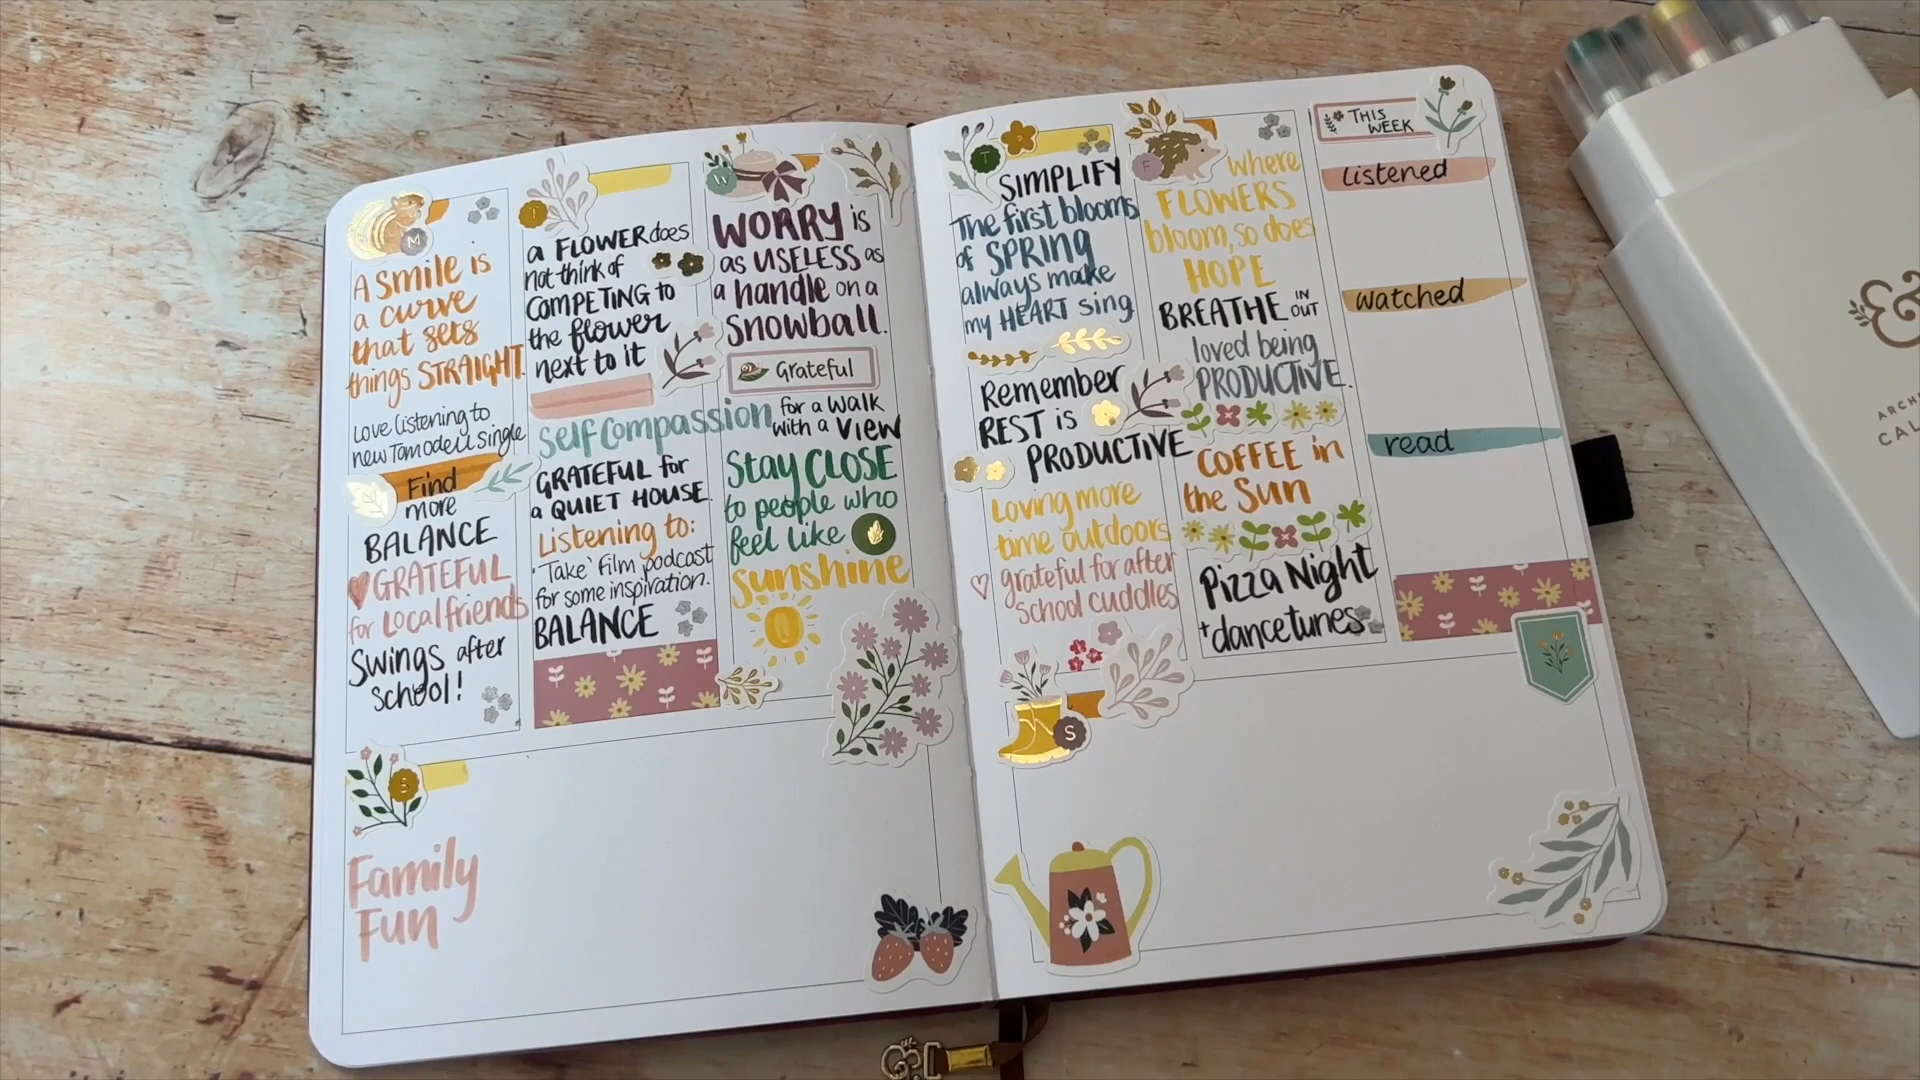 M
A smile is
a curve
that gets
things STRAIGHT.
Love listening to
new Tom odell single
Find
more
BALANCE
GRATEFUL
for Local friends
Swings after
school!
T
a FLOWER does
not think of
COMPETING to
the flower
next to it
Self Compassion
GRATEFUL for
a QUIET HOUSE.
Listening to:
'Take' Film podcast
for some inspiration.
BALANCE
W
WORRY is
as USELESS as
a handle on a
Snowball.
Grateful
for a walk
with a VIEW
Stay CLOSE
to people who
feel like
Sunshine
S
Family
Fun
T
SIMPLIFY
The first blooms
of SPRING
always make
my HEART sing
Remember
REST is
PRODUCTIVE
Loving more
time outdoors
grateful for after
school cuddles
F
where
FLOWERS
bloom, so does
HOPE
BREATHE IN OUT
loved being
PRODUCTIVE.
COFFEE in
the Sun
Pizza Night
+ dance tunes
THIS
WEEK
Listened
watched
read
S
&
ARCH
CAL